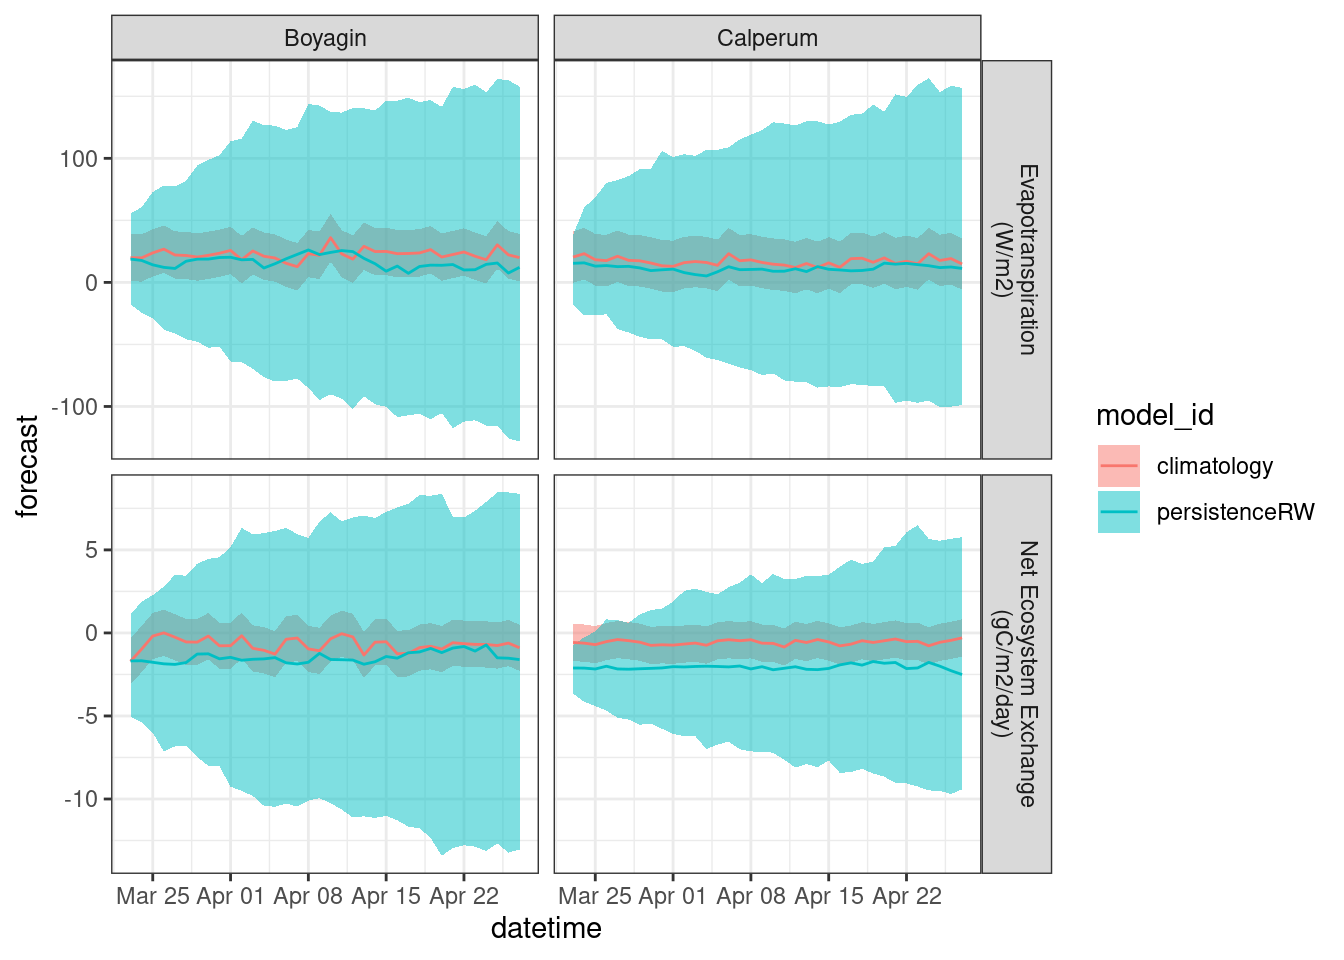 Boyagin
Calperum
100
0
-100
Evapotranspiration
(W/m2)
forecast
5
0
-5
-10
Net Ecosystem Exchange
(gC/m2/day)
Mar 25 Apr 01 Apr 08 Apr 15 Apr 22
Mar 25 Apr 01 Apr 08 Apr 15 Apr 22
datetime
model_id
climatology
persistenceRW